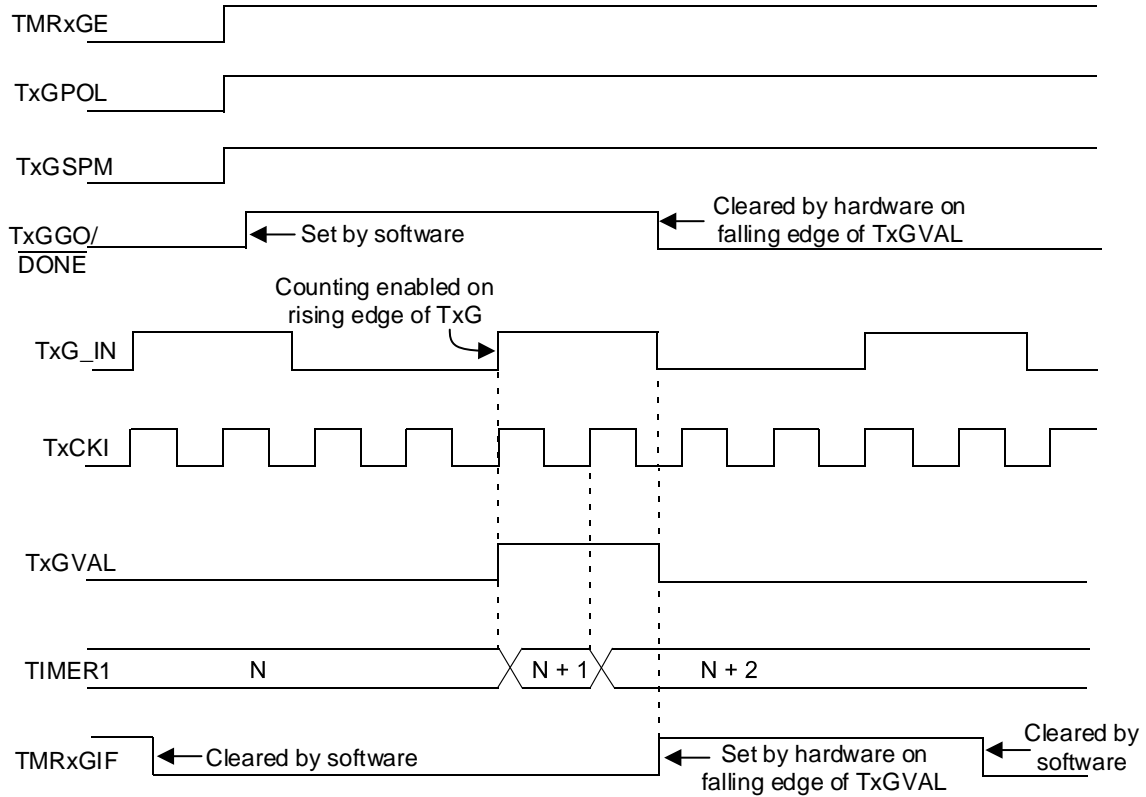 TMRxGE
TxGPOL
TxGSPM
TxGGO/
DONE
Set by software
Cleared by hardware on
falling edge of TxGVAL
Counting enabled on
rising edge of TxG
TxG_IN
TxCKI
TxGVAL
TIMER1
N
N + 1
N + 2
TMRxGIF
Cleared by software
Set by hardware on
falling edge of TxGVAL
Cleared by
software